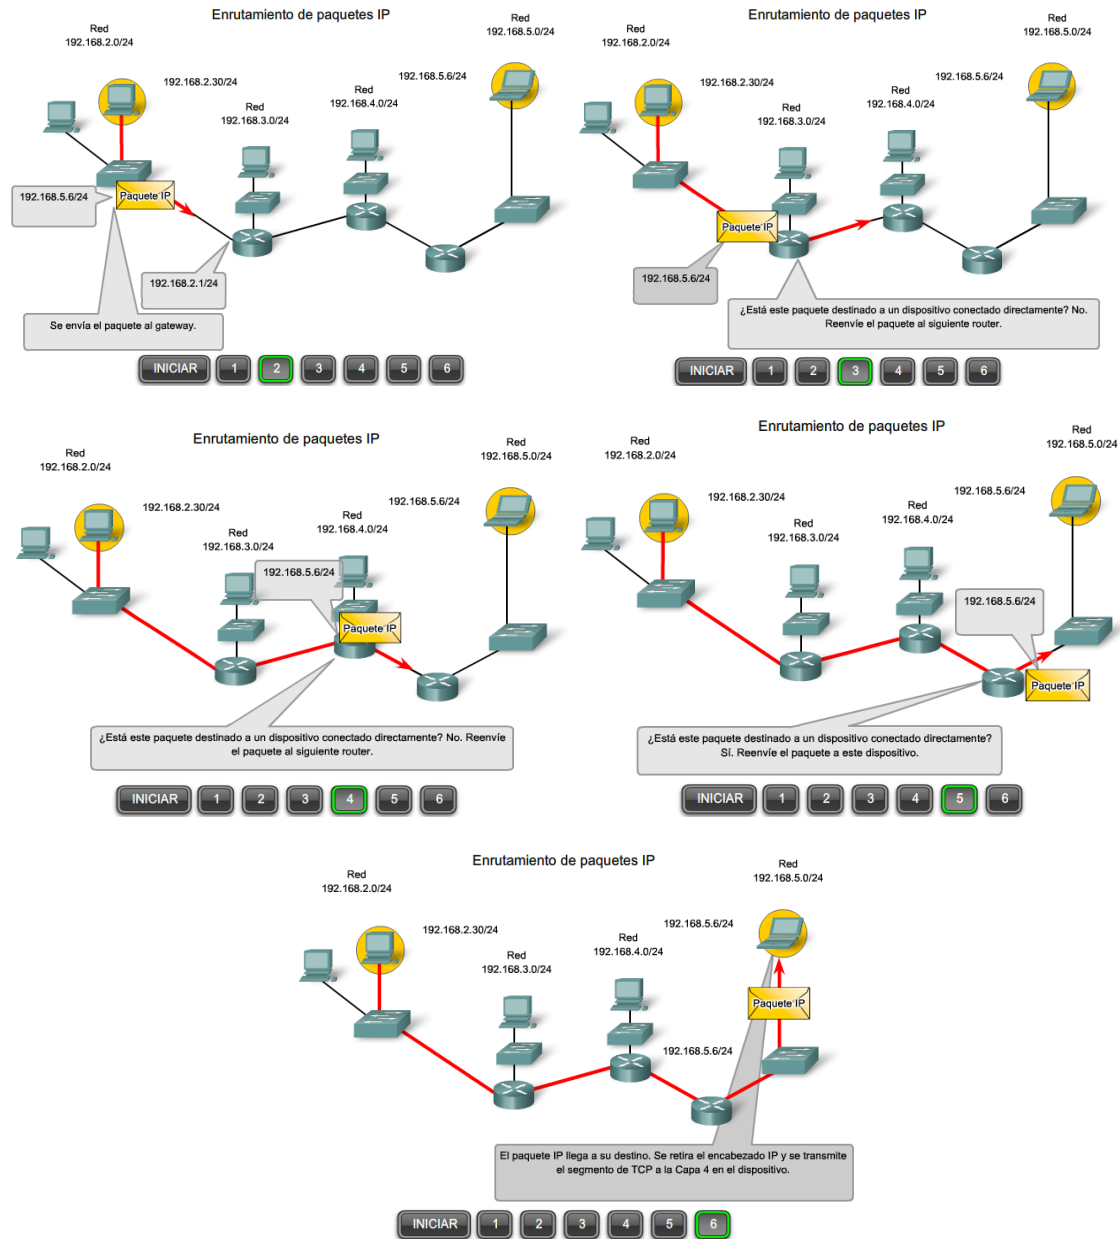 Enrutamiento de paquetes IP
Red
192.168.2.0/24
Red
192.168.5.0/24
192.168.2.30/24
192.168.5.6/24
Red
192.168.3.0/24
Red
192.168.4.0/24
192.168.5.6/24
Paquete IP
192.168.2.1/24
Se envía el paquete al gateway.
INICIAR 1 2 3 4 5 6
Enrutamiento de paquetes IP
Red
192.168.2.0/24
Red
192.168.5.0/24
192.168.2.30/24
192.168.5.6/24
Red
192.168.3.0/24
Red
192.168.4.0/24
Paquete IP
192.168.5.6/24
¿Está este paquete destinado a un dispositivo conectado directamente? No.
Reenvíe el paquete al siguiente router.
INICIAR 1 2 3 4 5 6
Enrutamiento de paquetes IP
Red
192.168.2.0/24
Red
192.168.5.0/24
192.168.2.30/24
192.168.5.6/24
Red
192.168.3.0/24
Red
192.168.4.0/24
192.168.5.6/24
Paquete IP
¿Está este paquete destinado a un dispositivo conectado directamente? No. Reenvíe
el paquete al siguiente router.
INICIAR 1 2 3 4 5 6
Enrutamiento de paquetes IP
Red
192.168.2.0/24
Red
192.168.5.0/24
192.168.2.30/24
192.168.5.6/24
Red
192.168.3.0/24
Red
192.168.4.0/24
192.168.5.6/24
Paquete IP
¿Está este paquete destinado a un dispositivo conectado directamente?
Sí. Reenvíe el paquete a este dispositivo.
INICIAR 1 2 3 4 5 6
Enrutamiento de paquetes IP
Red
192.168.2.0/24
Red
192.168.5.0/24
192.168.2.30/24
192.168.5.6/24
Red
192.168.3.0/24
Red
192.168.4.0/24
Paquete IP
192.168.5.6/24
El paquete IP llega a su destino. Se retira el encabezado IP y se transmite
el segmento de TCP a la Capa 4 en el dispositivo.
INICIAR 1 2 3 4 5 6